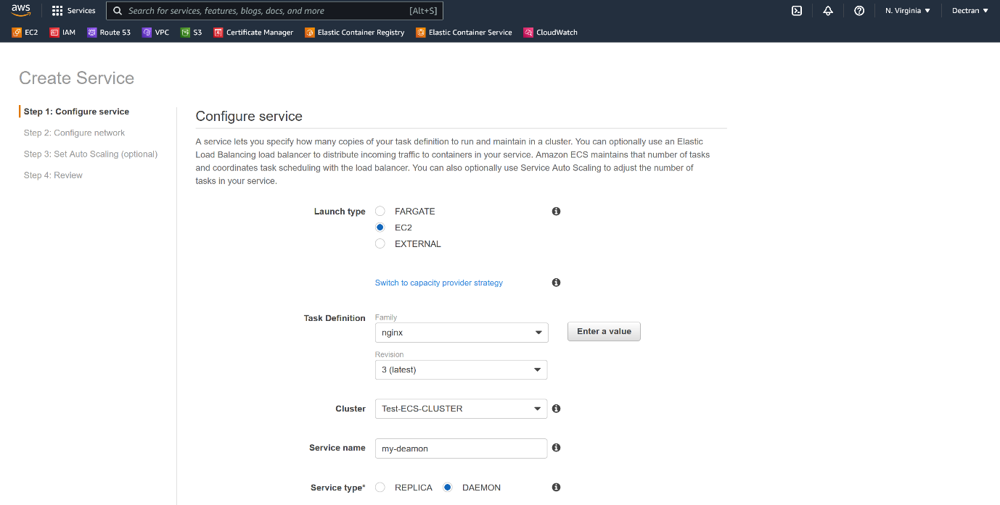 aws Services Search for services, features, blogs, docs, and more [Alt+S] N. Virginia Dectran
EC2 IAM Route 53 VPC S3 Certificate Manager Elastic Container Registry Elastic Container Service CloudWatch
Create Service
Step 1: Configure service
Step 2: Configure network
Step 3: Set Auto Scaling (optional)
Step 4: Review
Configure service
A service lets you specify how many copies of your task definition to run and maintain in a cluster. You can optionally use an Elastic
Load Balancing load balancer to distribute incoming traffic to containers in your service. Amazon ECS maintains that number of tasks
and coordinates task scheduling with the load balancer. You can also optionally use Service Auto Scaling to adjust the number of
tasks in your service.
Launch type FARGATE
EC2
EXTERNAL
Switch to capacity provider strategy
Task Definition Family
nginx Enter a value
Revision
3 (latest)
Cluster Test-ECS-CLUSTER
Service name my-deamon
Service type* REPLICA DAEMON